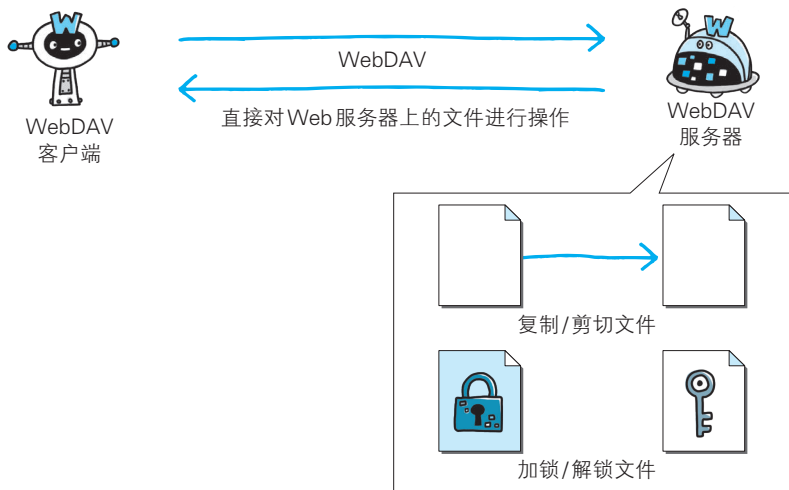 W
W
WebDAV
直接对Web服务器上的文件进行操作
WebDAV
客户端
WebDAV
服务器
复制/剪切文件
加锁/解锁文件